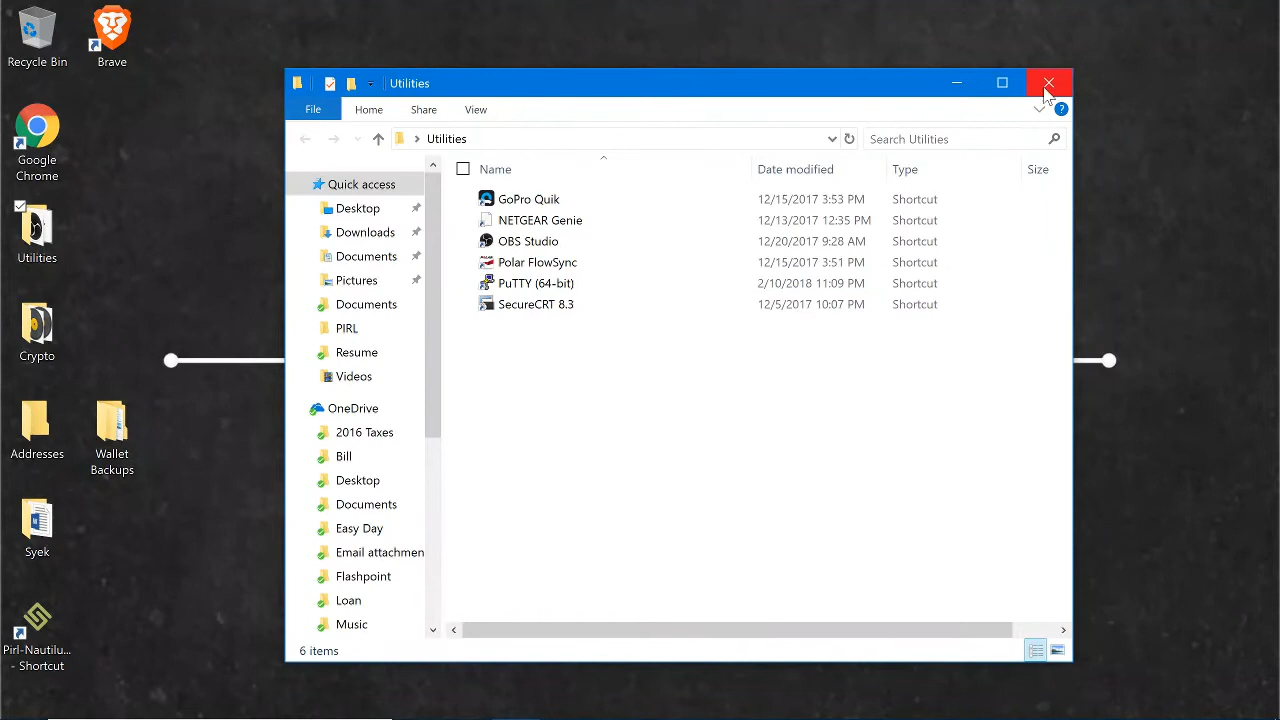 Recycle Bin
Brave
Google
Chrome
Utilities
Crypto
Addresses
Wallet
Backups
Syek
Pirl-Nautilu...
- Shortcut
Utilities
File
Home
Share
View
?
Utilities
Search Utilities
Name
Date modified
Type
Size
GoPro Quik
12/15/2017 3:53 PM
Shortcut
NETGEAR Genie
12/13/2017 12:35 PM
Shortcut
OBS Studio
12/20/2017 9:28 AM
Shortcut
Polar FlowSync
12/15/2017 3:51 PM
Shortcut
PuTTY (64-bit)
2/10/2018 11:09 PM
Shortcut
SecureCRT 8.3
12/5/2017 10:07 PM
Shortcut
Quick access
Desktop
Downloads
Documents
Pictures
Documents
PIRL
Resume
Videos
OneDrive
2016 Taxes
Bill
Desktop
Documents
Easy Day
Email attachmen
Flashpoint
Loan
Music
6 items